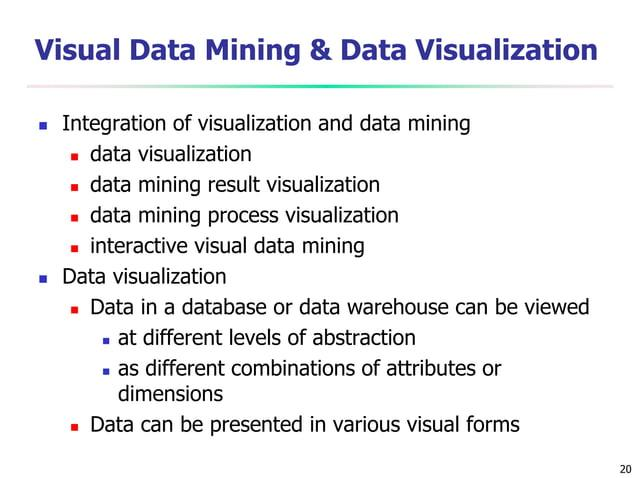 Visual Data Mining & Data Visualization
Integration of visualization and data mining
data visualization
data mining result visualization
data mining process visualization
interactive visual data mining
Data visualization
Data in a database or data warehouse can be viewed
at different levels of abstraction
as different combinations of attributes or
dimensions
Data can be presented in various visual forms
20